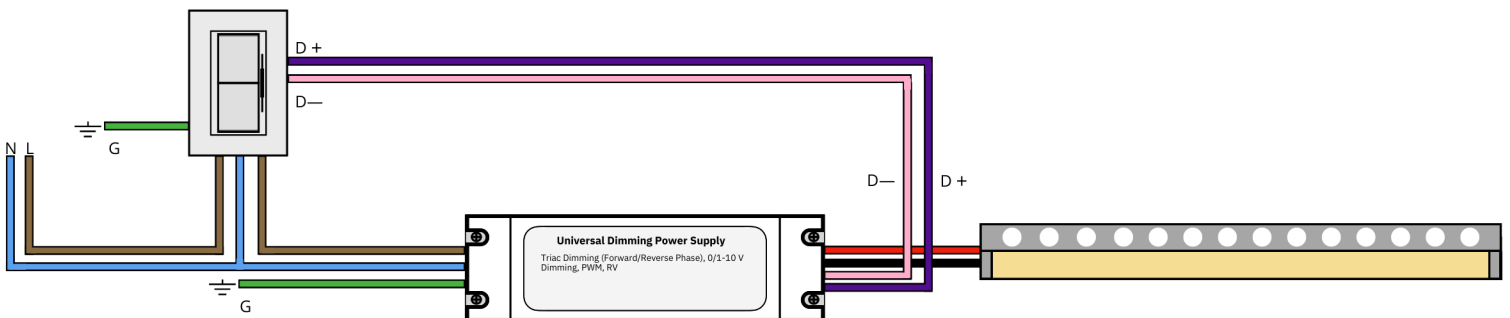 D +
D—
G
N L
D— D +
Universal Dimming Power Supply
Triac Dimming (Forward/Reverse Phase), 0/1-10 V
Dimming, PWM, RV
G